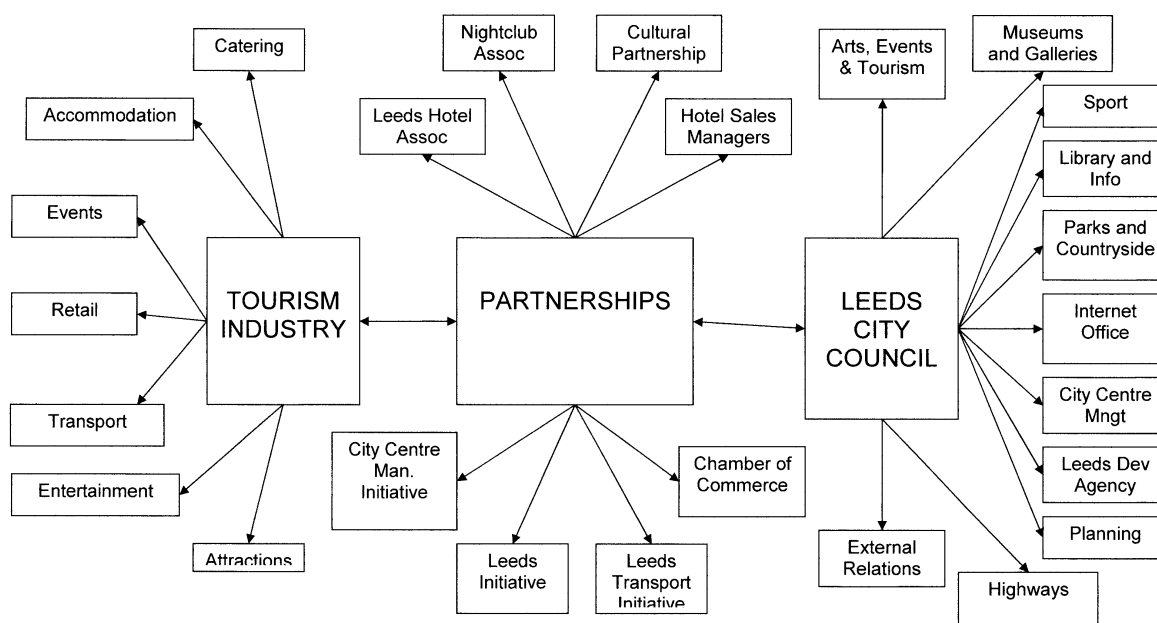 Catering
Accommodation
Events
Retail
Transport
Entertainment
Attractions
TOURISM
INDUSTRY
Nightclub
Assoc
Cultural
Partnership
Leeds Hotel
Assoc
Hotel Sales
Managers
PARTNERSHIPS
City Centre
Man.
Initiative
Leeds
Initiative
Leeds
Transport
Initiative
Chamber of
Commerce
Arts, Events
& Tourism
Museums
and Galleries
Sport
Library and
Info
Parks and
Countryside
Internet
Office
City Centre
Mngt
Leeds Dev
Agency
Planning
LEEDS
CITY
COUNCIL
External
Relations
Highways